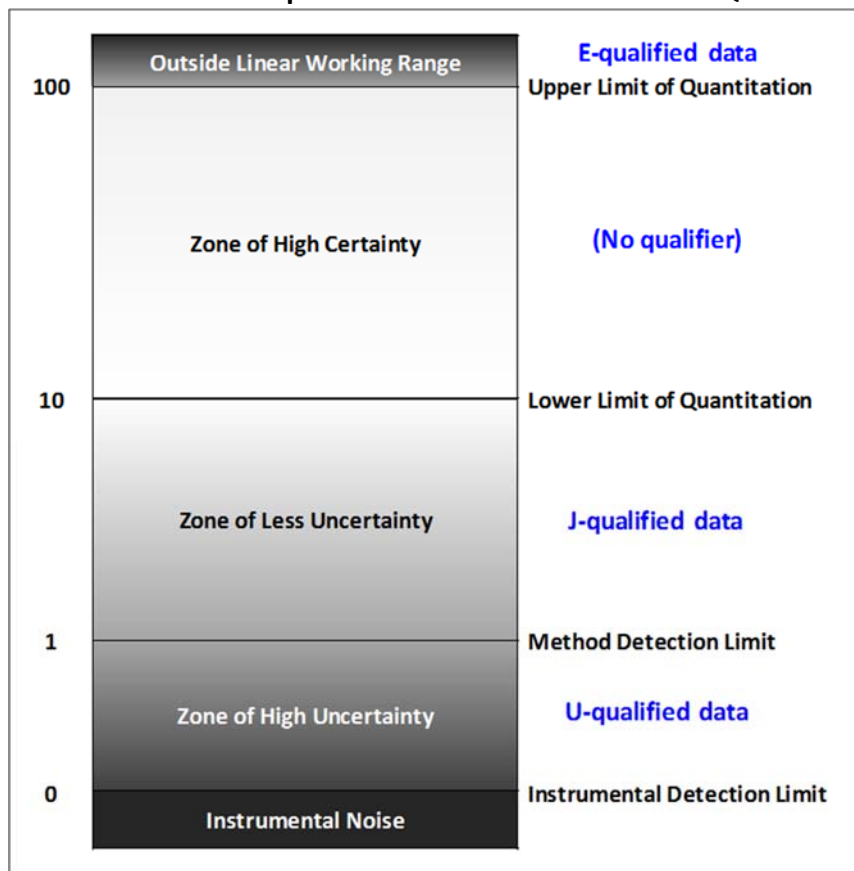 E-qualified data
Outside Linear Working Range
100
Upper Limit of Quantitation
Zone of High Certainty
(No qualifier)
10
Lower Limit of Quantitation
Zone of Less Uncertainty
J-qualified data
1
Method Detection Limit
Zone of High Uncertainty
U-qualified data
0
Instrumental Detection Limit
Instrumental Noise